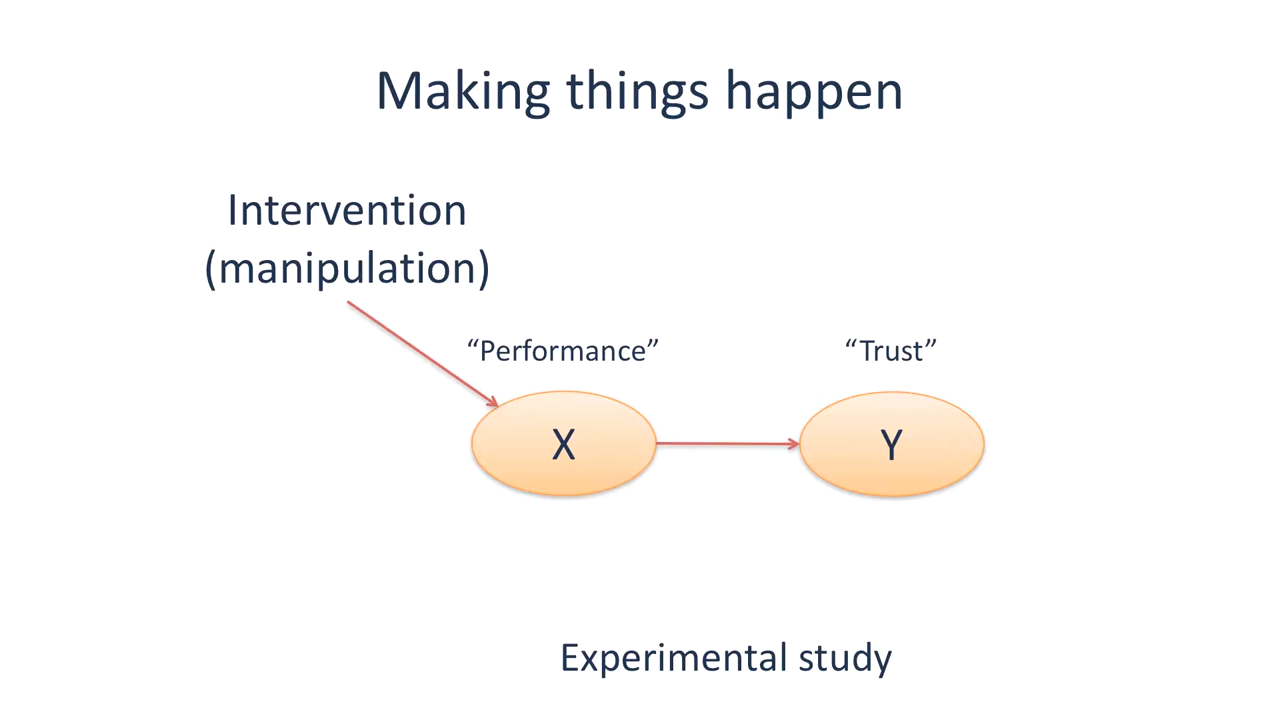 Making things happen
Intervention
(manipulation)
“Performance”
“Trust”
X
Y
Experimental study